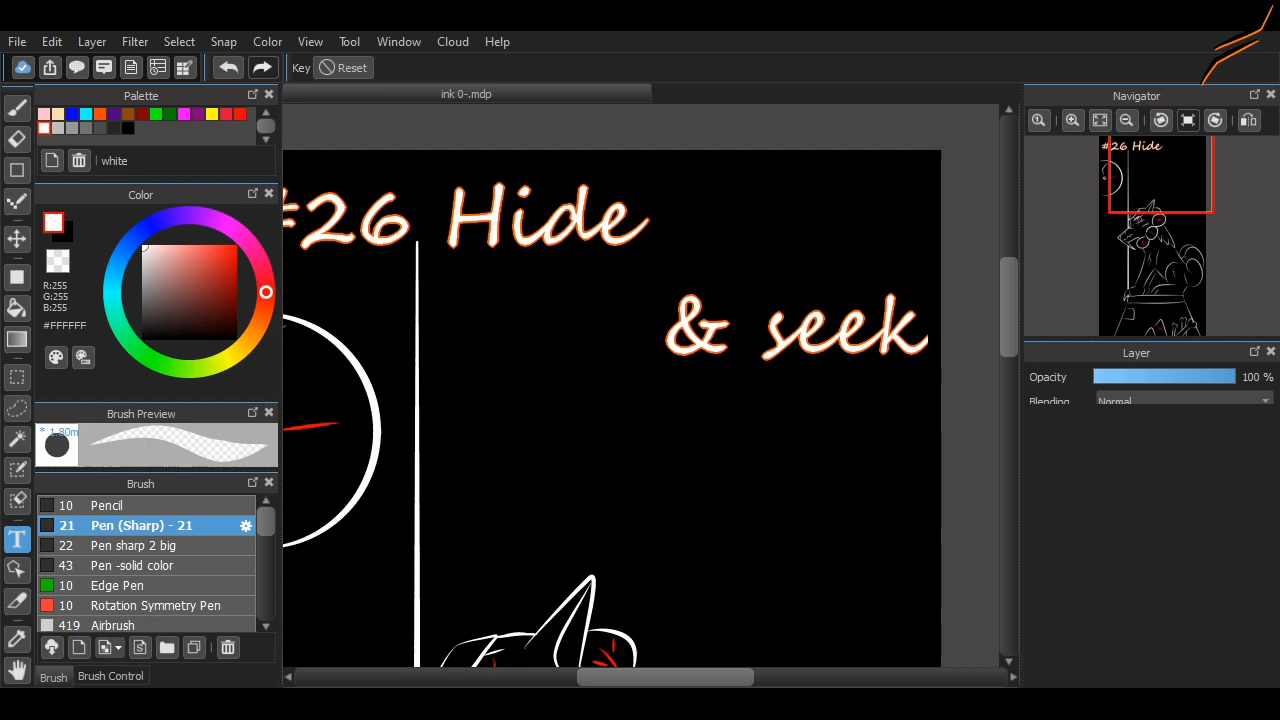 File Edit Layer Filter Select Snap Color View Tool Window Cloud Help
Key Reset
Palette
ink 0-.mdp
Navigator
white
Color
R:255
G:255
B:255
#FFFFFF
#26 Hide
& seek
#26 Hide
Layer
Opacity 100 %
Blending Normal
Brush Preview
* 1.80m
Brush
10 Pencil
21 Pen (Sharp) - 21
22 Pen sharp 2 big
43 Pen -solid color
10 Edge Pen
10 Rotation Symmetry Pen
419 Airbrush
Brush Brush Control